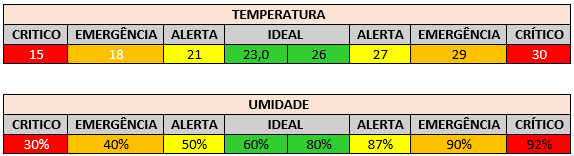 TEMPERATURA
CRITICO EMERGÊNCIA ALERTA IDEAL ALERTA EMERGÊNCIA CRÍTICO
15 18 21 23,0 26 27 29 30
UMIDADE
CRITICO EMERGÊNCIA ALERTA IDEAL ALERTA EMERGÊNCIA CRÍTICO
30% 40% 50% 60% 80% 87% 90% 92%